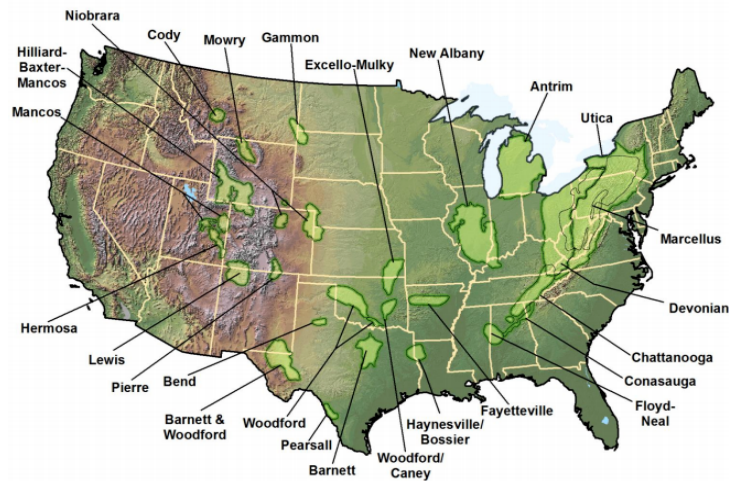 Niobrara
Cody
Mowry
Gammon
Hilliard-
Baxter-
Mancos
Excello-Mulky
New Albany
Antrim
Mancos
Utica
Marcellus
Devonian
Hermosa
Lewis
Pierre
Bend
Chattanooga
Conasauga
Floyd-
Neal
Barnett &
Woodford
Woodford
Pearsall
Barnett
Haynesville/
Bossier
Fayetteville
Woodford/
Caney